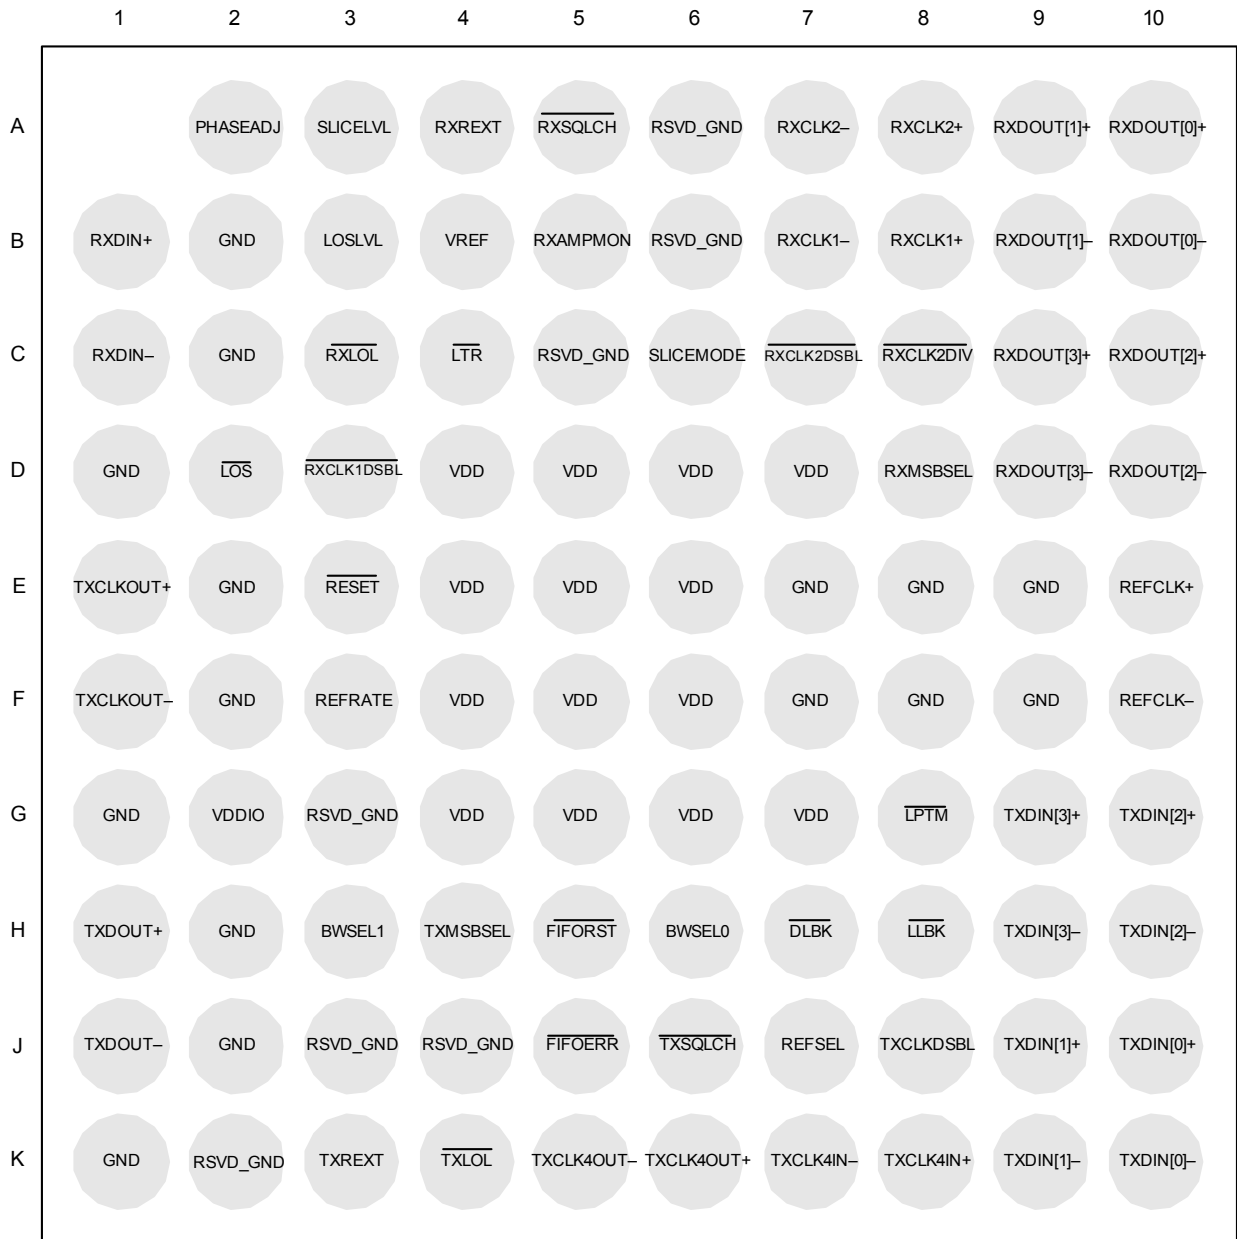 1 2 3 4 5 6 7 8 9 10
A PHASEADJ SLICELVL RXREXT RXSQLCH RSVD_GND RXCLK2– RXCLK2+ RXDOUT[1]+ RXDOUT[0]+
B RXDIN+ GND LOSLVL VREF RXAMPMON RSVD_GND RXCLK1– RXCLK1+ RXDOUT[1]– RXDOUT[0]–
C RXDIN– GND RXLOL LTR RSVD_GND SLICEMODE RXCLK2DSBL RXCLK2DIV RXDOUT[3]+ RXDOUT[2]+
D GND LOS RXCLK1DSBL VDD VDD VDD VDD RXMSBSEL RXDOUT[3]– RXDOUT[2]–
E TXCLKOUT+ GND RESET VDD VDD VDD GND GND GND REFCLK+
F TXCLKOUT– GND REFRATE VDD VDD VDD GND GND GND REFCLK–
G GND VDDIO RSVD_GND VDD VDD VDD VDD LPTM TXDIN[3]+ TXDIN[2]+
H TXDOUT+ GND BWSEL1 TXMSBSEL FIFORST BWSEL0 DLBK LLBK TXDIN[3]– TXDIN[2]–
J TXDOUT– GND RSVD_GND RSVD_GND FIFOERR TXSQLCH REFSEL TXCLKDSBL TXDIN[1]+ TXDIN[0]+
K GND RSVD_GND TXREXT TXLOL TXCLK4OUT– TXCLK4OUT+ TXCLK4IN– TXCLK4IN+ TXDIN[1]– TXDIN[0]–